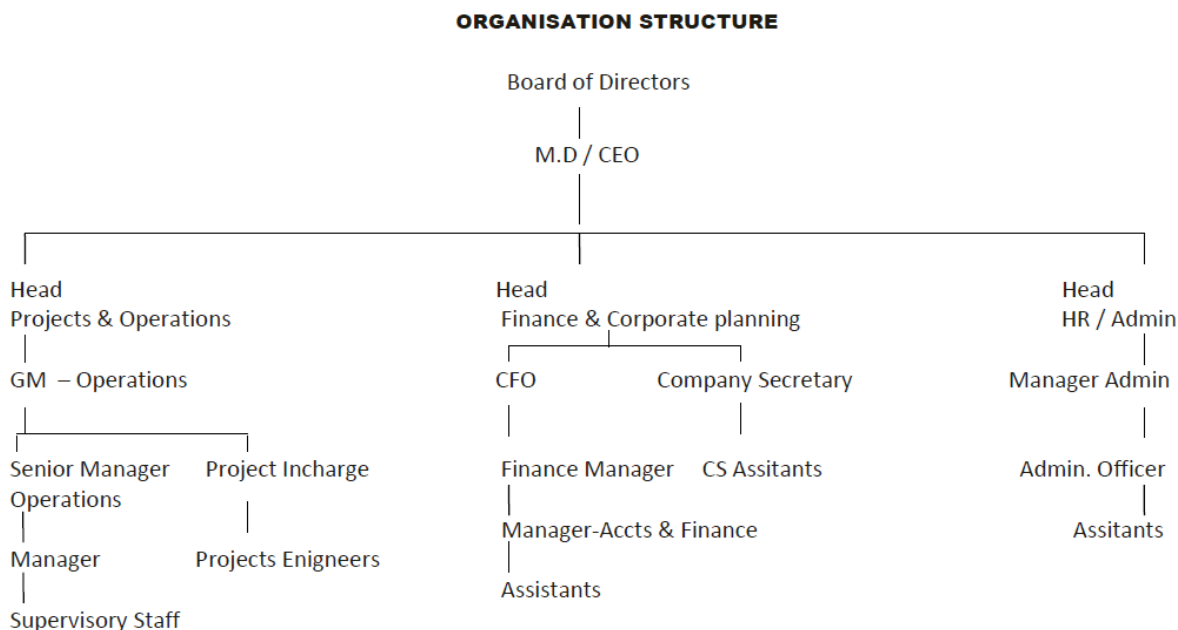 ORGANISATION STRUCTURE
Board of Directors
M.D / CEO
Head
Projects & Operations
Head
Finance & Corporate planning
Head
HR / Admin
GM – Operations
CFO
Company Secretary
Manager Admin
Senior Manager
Operations
Project Incharge
Finance Manager
CS Assitants
Admin. Officer
Manager
Projects Enigneers
Manager-Accts & Finance
Assitants
Assistants
Supervisory Staff